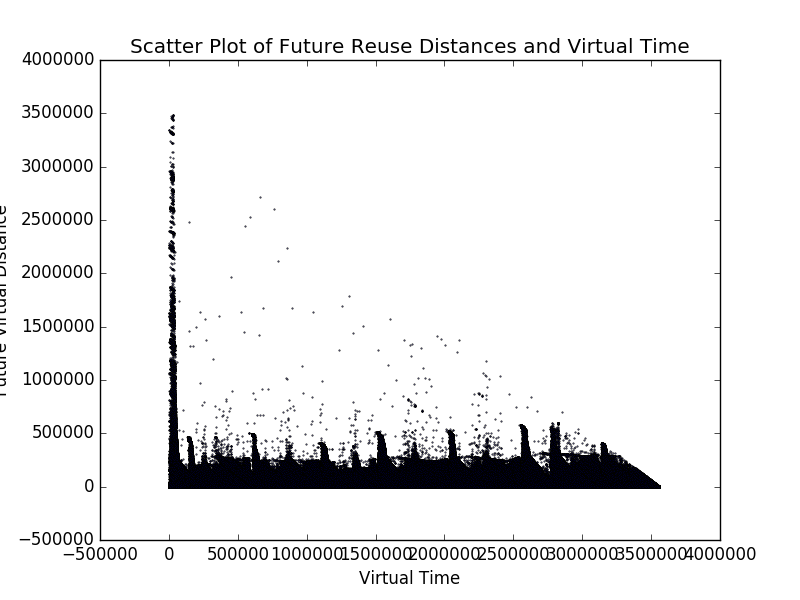 Scatter Plot of Future Reuse Distances and Virtual Time
4000000
3500000
3000000
2500000
2000000
1500000
1000000
500000
0
−500000
Future Virtual Distance
−500000 0 500000 1000000 1500000 2000000 2500000 3000000 3500000 4000000
Virtual Time